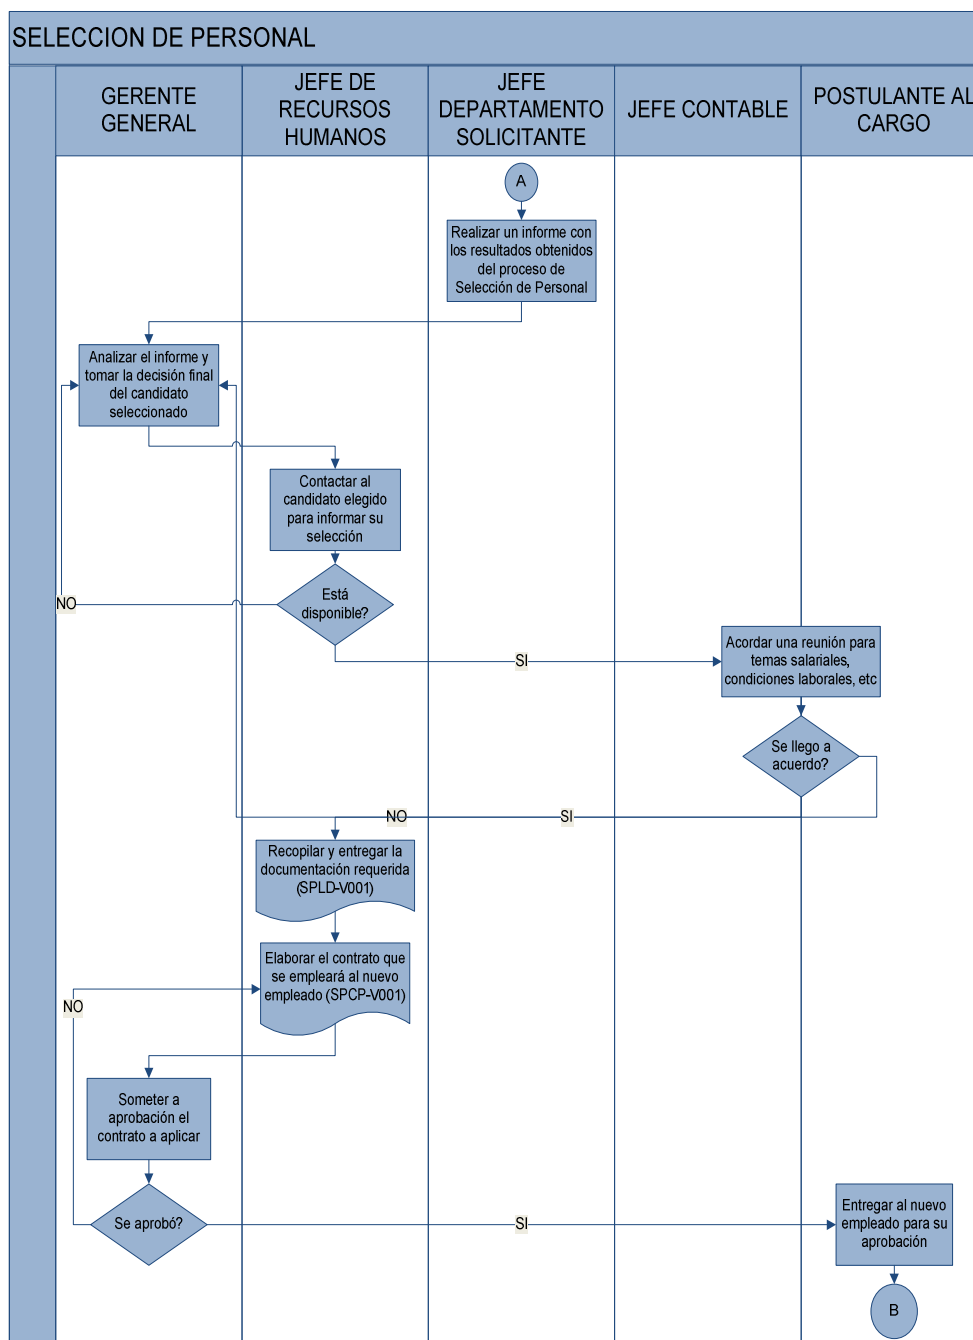 SELECCION DE PERSONAL
GERENTE
GENERAL
JEFE DE
RECURSOS
HUMANOS
JEFE
DEPARTAMENTO
SOLICITANTE
JEFE CONTABLE
POSTULANTE AL
CARGO
A
Realizar un informe con
los resultados obtenidos
del proceso de
Selección de Personal
Analizar el informe y
tomar la decisión final
del candidato
seleccionado
Contactar al
candidato elegido
para informar su
selección
Está
disponible?
NO
SI
Acordar una reunión para
temas salariales,
condiciones laborales, etc
Se llego a
acuerdo?
NO
SI
Recopilar y entregar la
documentación requerida
(SPLD-V001)
Elaborar el contrato que
se empleará al nuevo
empleado (SPCP-V001)
NO
Someter a
aprobación el
contrato a aplicar
Se aprobó?
SI
Entregar al nuevo
empleado para su
aprobación
B